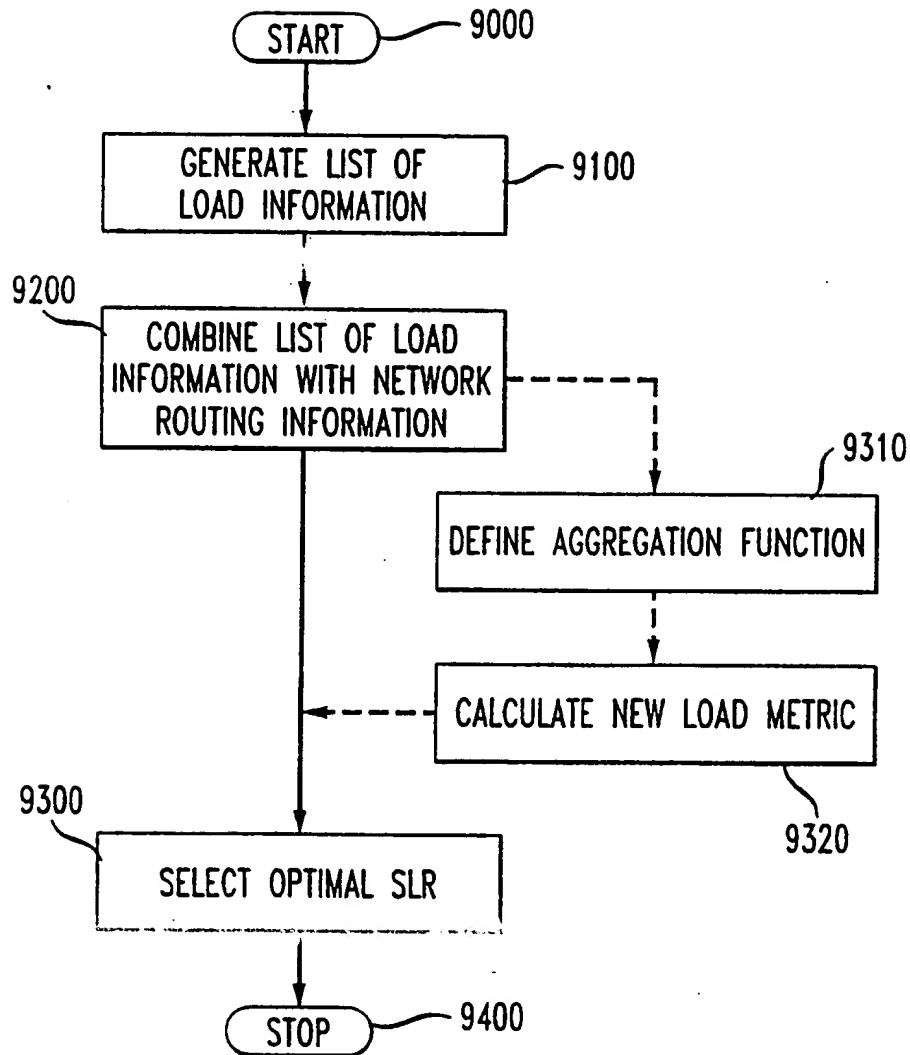 START
9000
GENERATE LIST OF
LOAD INFORMATION
9100
9200
COMBINE LIST OF LOAD
INFORMATION WITH NETWORK
ROUTING INFORMATION
9310
DEFINE AGGREGATION FUNCTION
CALCULATE NEW LOAD METRIC
9320
9300
SELECT OPTIMAL SLR
STOP
9400